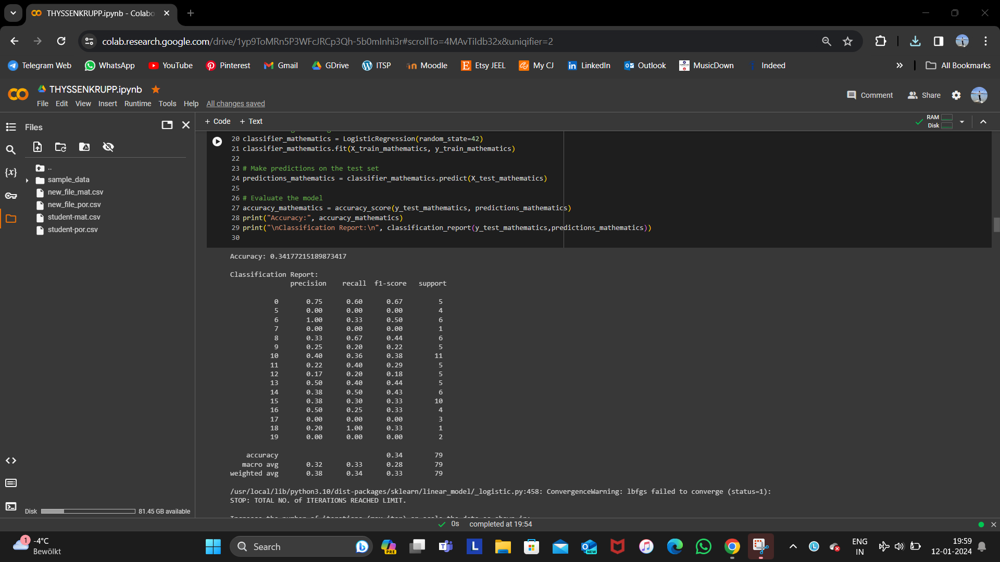 THYSSENKRUPP.ipynb - Colabo
colab.research.google.com/drive/1yp9ToMRn5P3WFcJRCp3Qh-5b0mInhi3r#scrollTo=4MAvTiIdb32x&uniqifier=2
Telegram Web WhatsApp YouTube Pinterest Gmail GDrive ITSP Moodle Etsy JEEL My CJ LinkedIn Outlook MusicDown Indeed » All Bookmarks
THYSSENKRUPP.ipynb
File Edit View Insert Runtime Tools Help All changes saved
Comment Share
Files
+ Code + Text
RAM
Disk
..
sample_data
new_file_mat.csv
new_file_por.csv
student-mat.csv
student-por.csv
Disk 81.45 GB available
20 classifier_mathematics = LogisticRegression(random_state=42)
21 classifier_mathematics.fit(X_train_mathematics, y_train_mathematics)
22
23 # Make predictions on the test set
24 predictions_mathematics = classifier_mathematics.predict(X_test_mathematics)
25
26 # Evaluate the model
27 accuracy_mathematics = accuracy_score(y_test_mathematics, predictions_mathematics)
28 print("Accuracy:", accuracy_mathematics)
29 print("\nClassification Report:\n", classification_report(y_test_mathematics,predictions_mathematics))
30
Accuracy: 0.34177215189873417
Classification Report:
precision recall f1-score support
0 0.75 0.60 0.67 5
5 0.00 0.00 0.00 4
6 1.00 0.33 0.50 6
7 0.00 0.00 0.00 1
8 0.33 0.67 0.44 6
9 0.25 0.20 0.22 5
10 0.40 0.36 0.38 11
11 0.22 0.40 0.29 5
12 0.17 0.20 0.18 5
13 0.50 0.40 0.44 5
14 0.38 0.50 0.43 6
15 0.38 0.30 0.33 10
16 0.50 0.25 0.33 4
17 0.00 0.00 0.00 3
18 0.20 1.00 0.33 1
19 0.00 0.00 0.00 2
accuracy 0.34 79
macro avg 0.32 0.33 0.28 79
weighted avg 0.38 0.34 0.33 79
/usr/local/lib/python3.10/dist-packages/sklearn/linear_model/_logistic.py:458: ConvergenceWarning: lbfgs failed to converge (status=1):
STOP: TOTAL NO. of ITERATIONS REACHED LIMIT.
Increase the number of iterations (max_iter) or scale the data as shown in:
0s completed at 19:54
1
-4°C
Bewölkt
Search
PRE
L
NEW
L
ENG
IN
19:59
12-01-2024